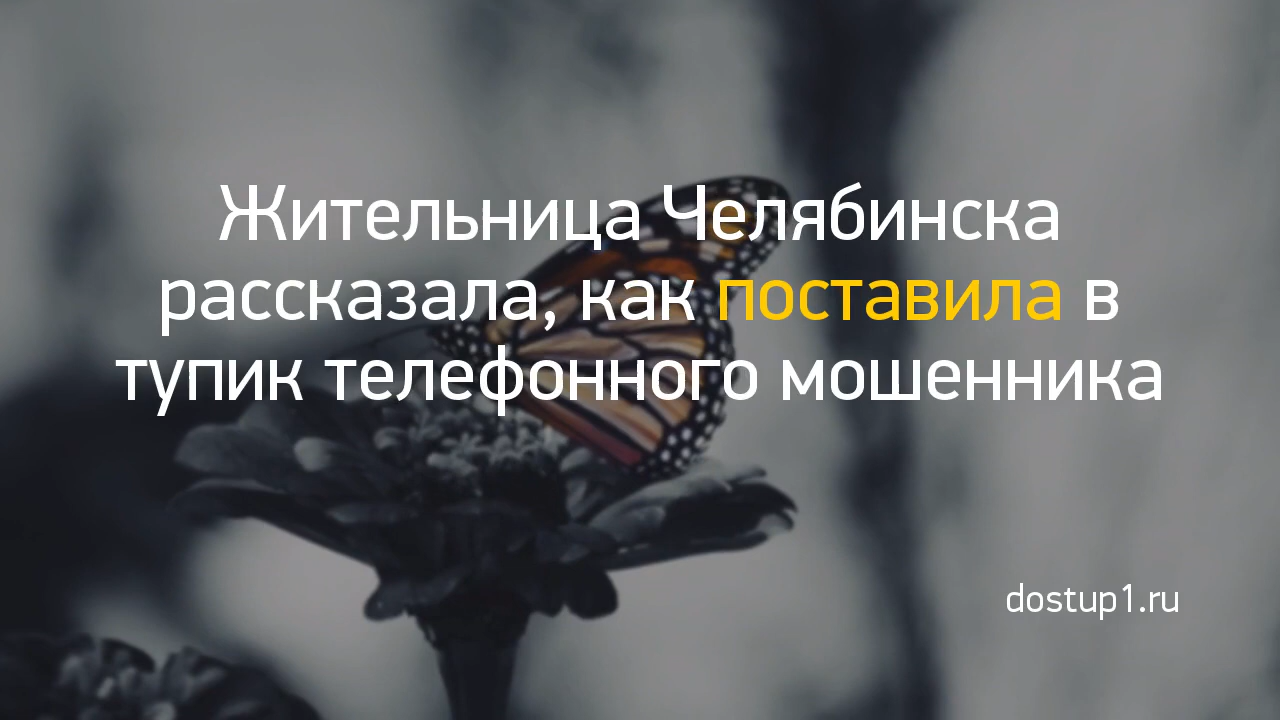 Жительница Челябинска
рассказала, как поставила в
тупик телефонного мошенника
dostup1.ru